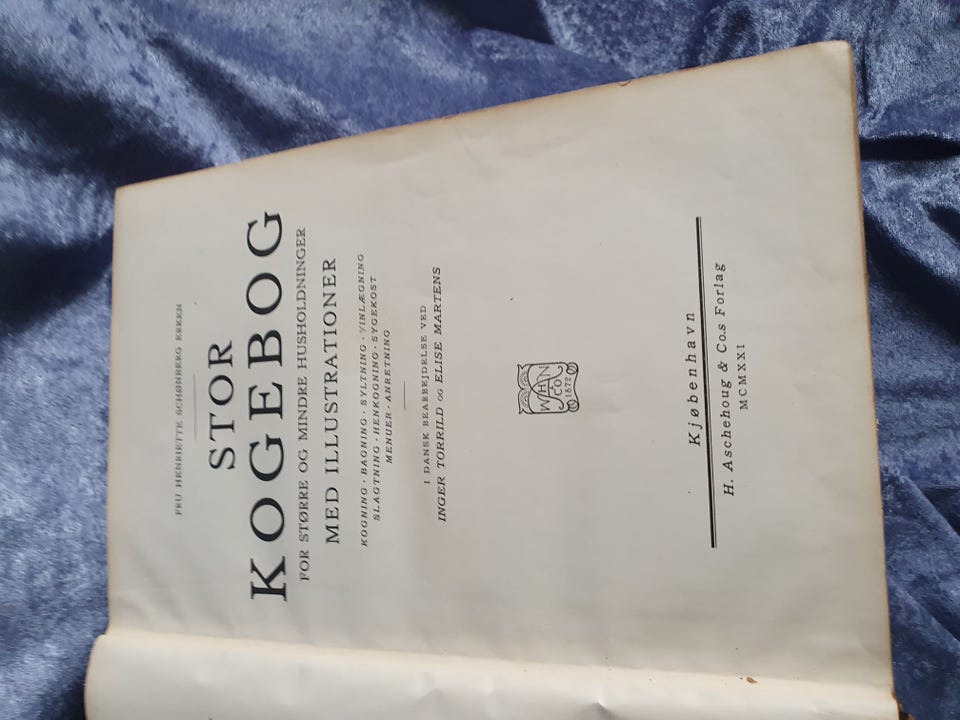 FRU HENRIETTE SCHØNBERG ERKEN
STOR
KOGEBOG
FOR STØRRE OG MINDRE HUSHOLDNINGER
MED ILLUSTRATIONER
KOGNING · BAGNING · SYLTNING · VINLÆGNING
SLAGTNING · HENKOGNING · SYGEKOST
MENUER · ANRETNING
I DANSK BEARBEJDELSE VED
INGER TORRILD OG ELISE MARTENS
1872
Kjøbenhavn
H. Aschehoug & Co.s Forlag
MCMXXI